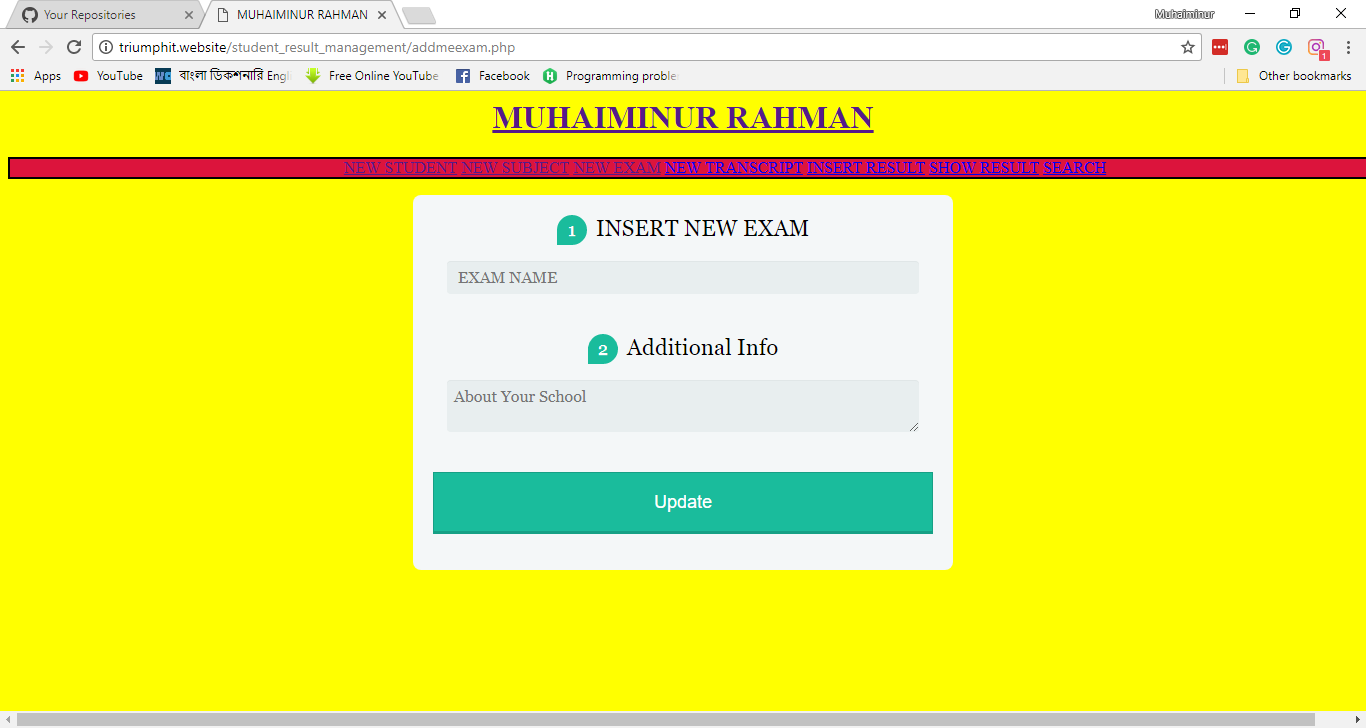 Your Repositories
MUHAIMINUR RAHMAN
Muhaiminur
triumphit.website/student_result_management/addmeexam.php
1
Apps YouTube বাংলা ডিকশনারি Engl Free Online YouTube Facebook Programming proble Other bookmarks
MUHAIMINUR RAHMAN
NEW STUDENT NEW SUBJECT NEW EXAM NEW TRANSCRIPT INSERT RESULT SHOW RESULT SEARCH
1 INSERT NEW EXAM
EXAM NAME
2 Additional Info
About Your School
Update